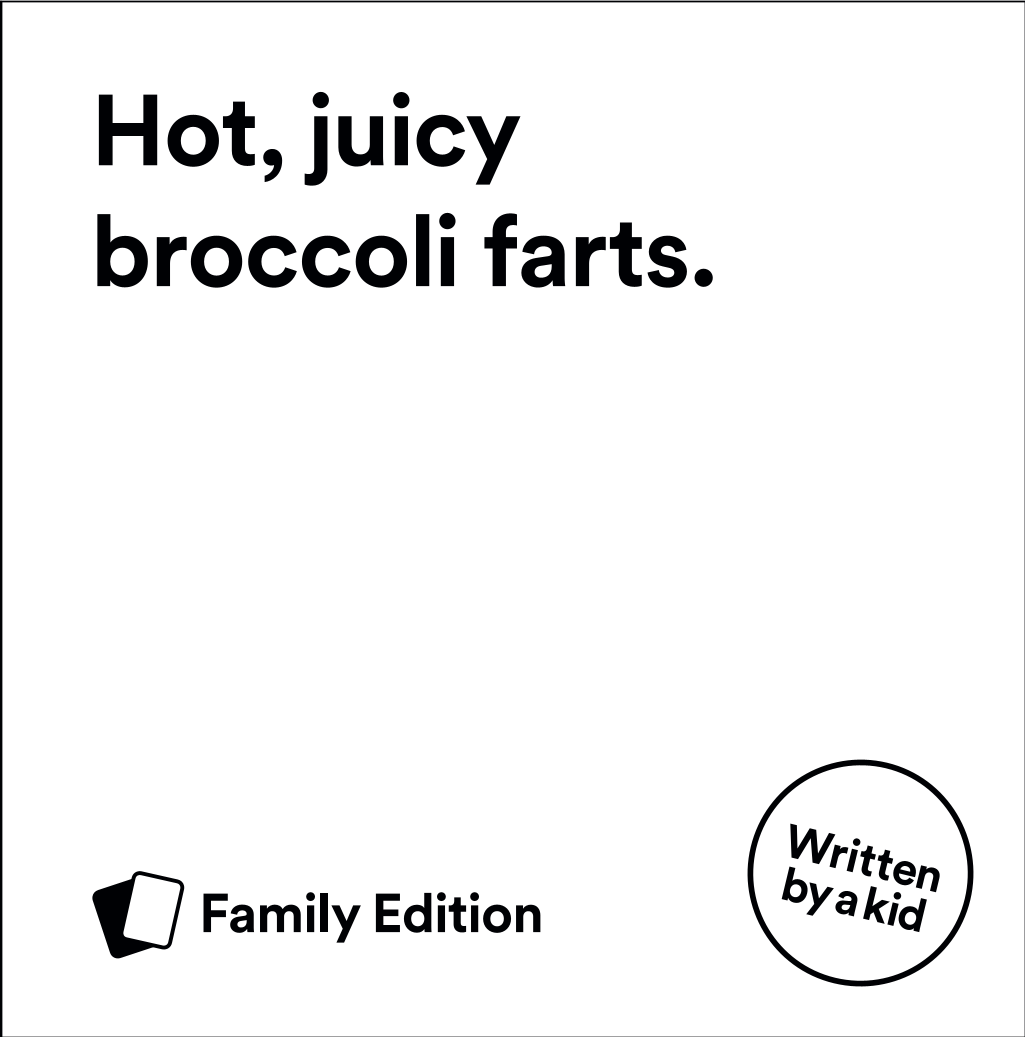 Hot, juicy
broccoli farts.
Family Edition
Written
by a kid